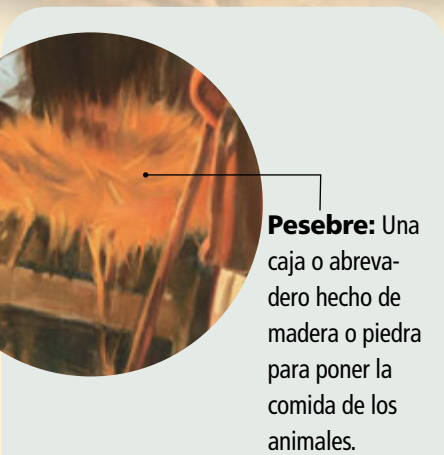 Pesebre: Una
caja o abreva-
dero hecho de
madera o piedra
para poner la
comida de los
animales.